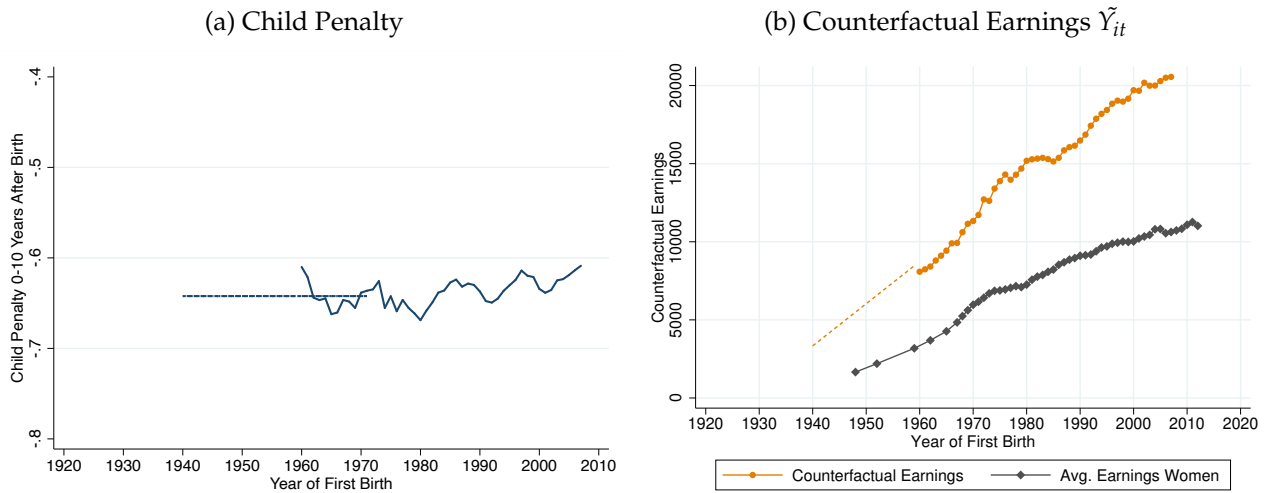 (a) Child Penalty
-.4
-.5
-.6
-.7
-.8
Child Penalty 0-10 Years After Birth
1920 1930 1940 1950 1960 1970 1980 1990 2000 2010
Year of First Birth
(b) Counterfactual Earnings Ỹit
20000
15000
10000
5000
0
Counterfactual Earnings
1920 1930 1940 1950 1960 1970 1980 1990 2000 2010 2020
Year of First Birth
Counterfactual Earnings Avg. Earnings Women